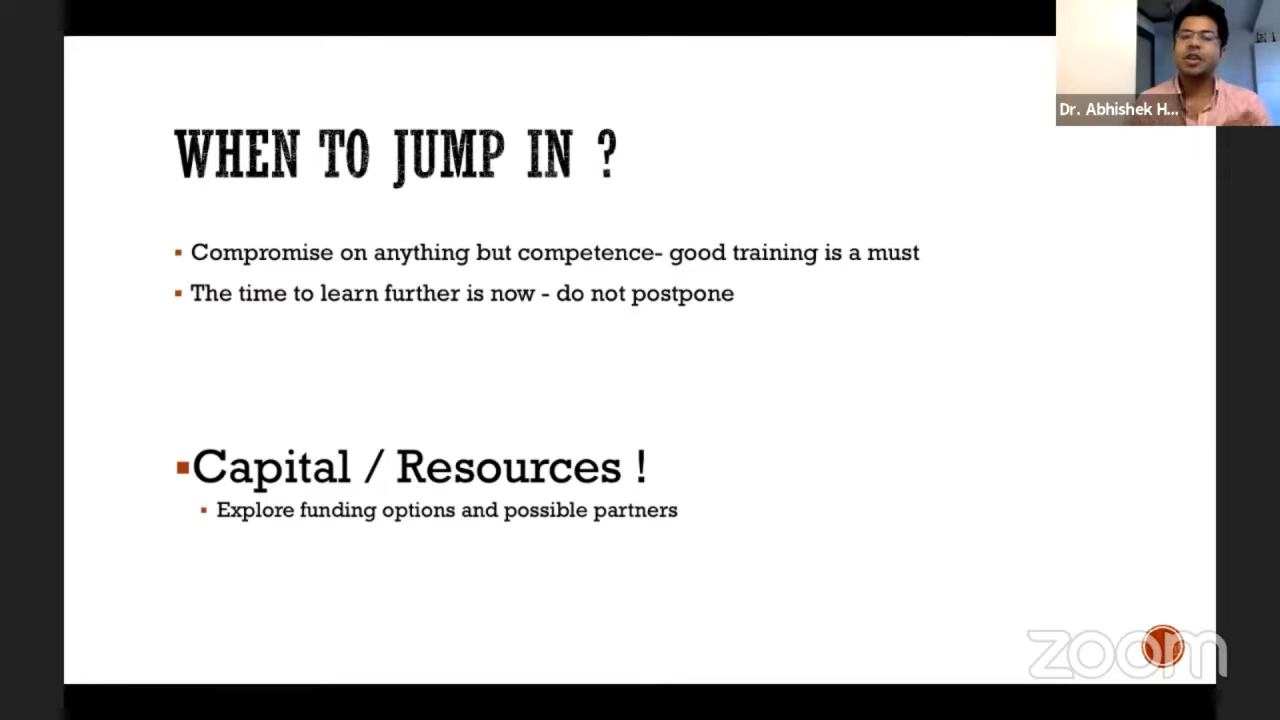 Dr. Abhishek H...
WHEN TO JUMP IN ?
▪ Compromise on anything but competence- good training is a must
▪ The time to learn further is now - do not postpone
▪Capital / Resources !
▪ Explore funding options and possible partners
zoom